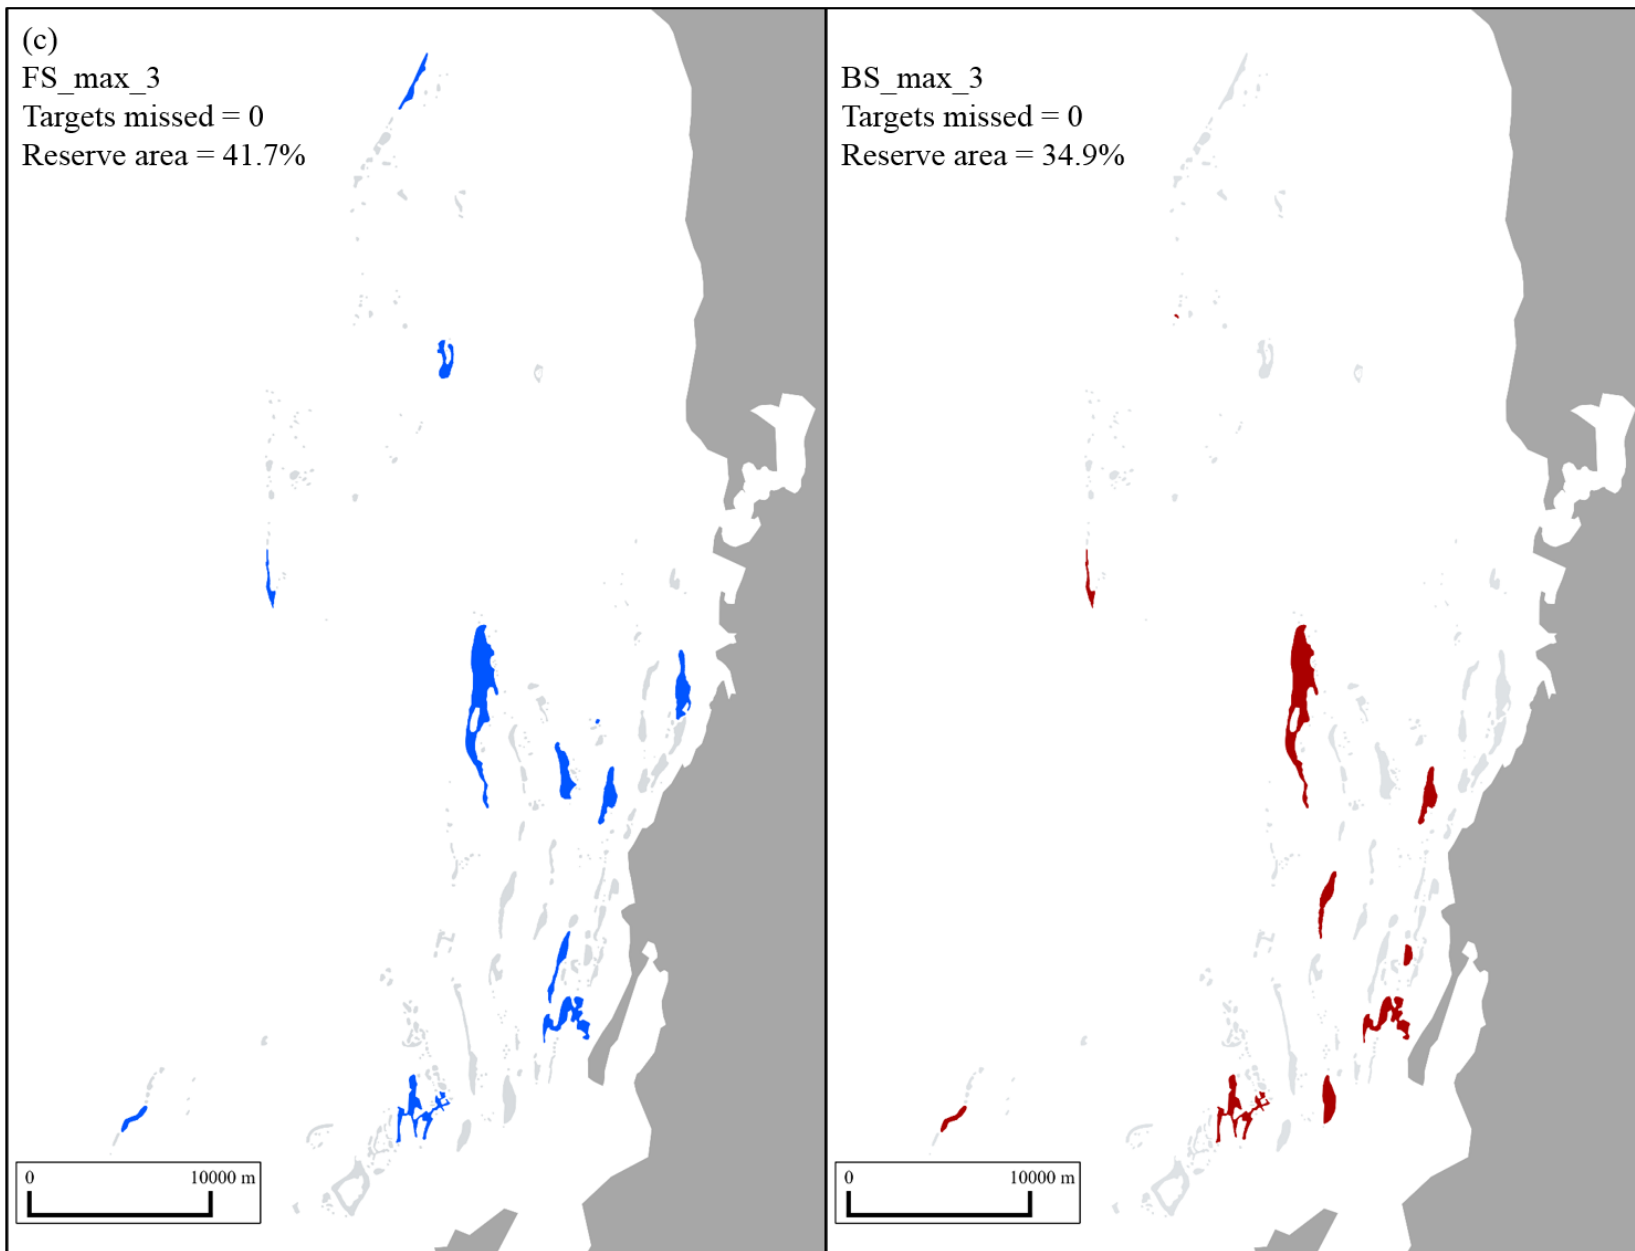 (c)
FS_max_3
Targets missed = 0
Reserve area = 41.7%
0 10000 m
BS_max_3
Targets missed = 0
Reserve area = 34.9%
0 10000 m